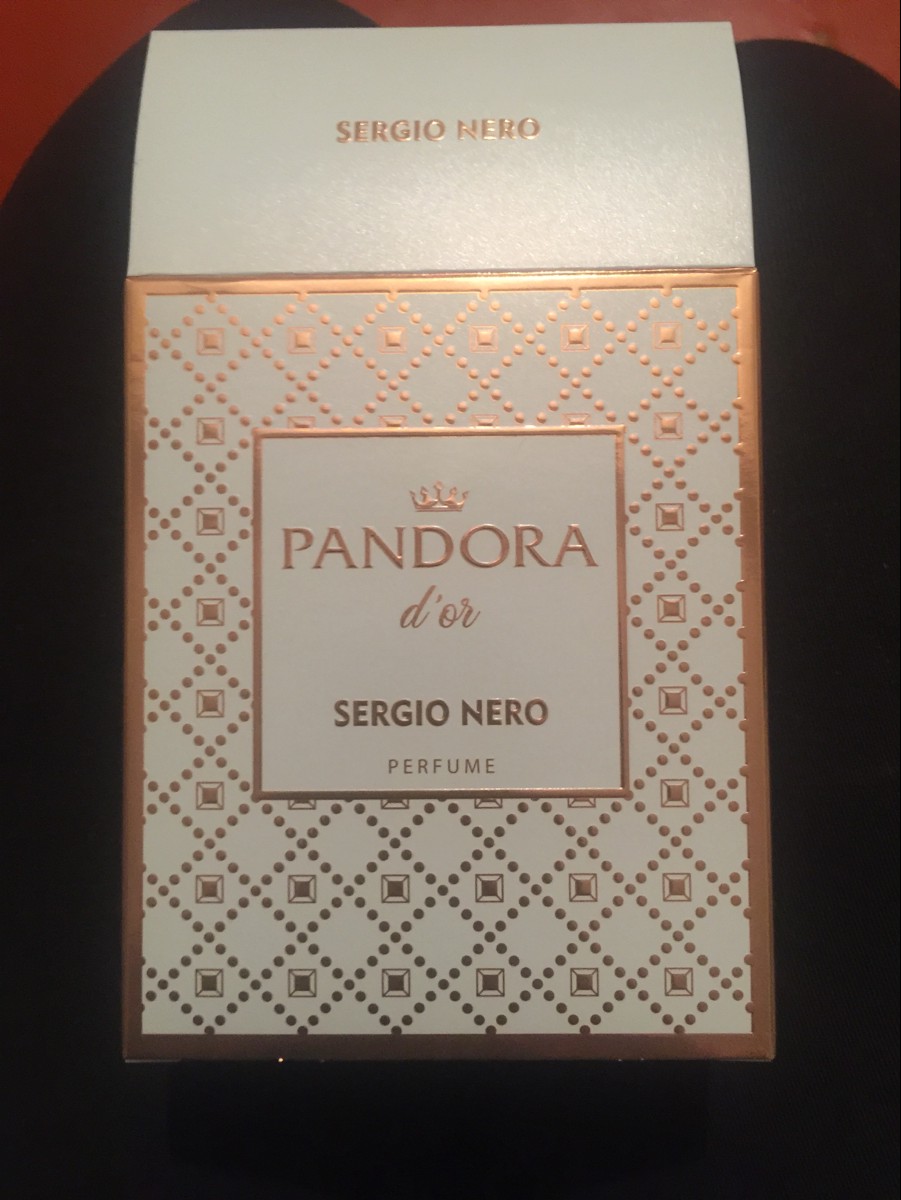 SERGIO NERO
PANDORA
d'or
SERGIO NERO
PERFUME